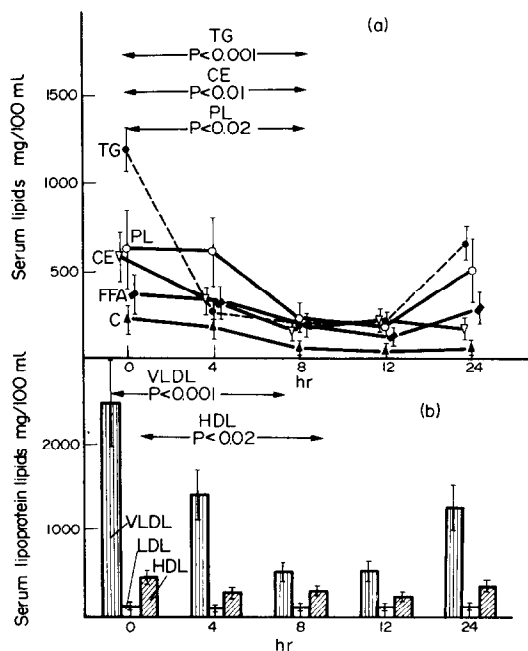 (a)
TG
P<0.001
CE
P<0.01
PL
P<0.02
Serum lipids mg/100 mL
1500
1000
500
TG
PL
CE
FFA
C
0 4 8 12 24
hr
(b)
VLDL
P<0.001
HDL
P<0.02
Serum lipoprotein lipids mg/100 mL
2000
1000
VLDL
LDL
HDL
0 4 8 12 24
hr